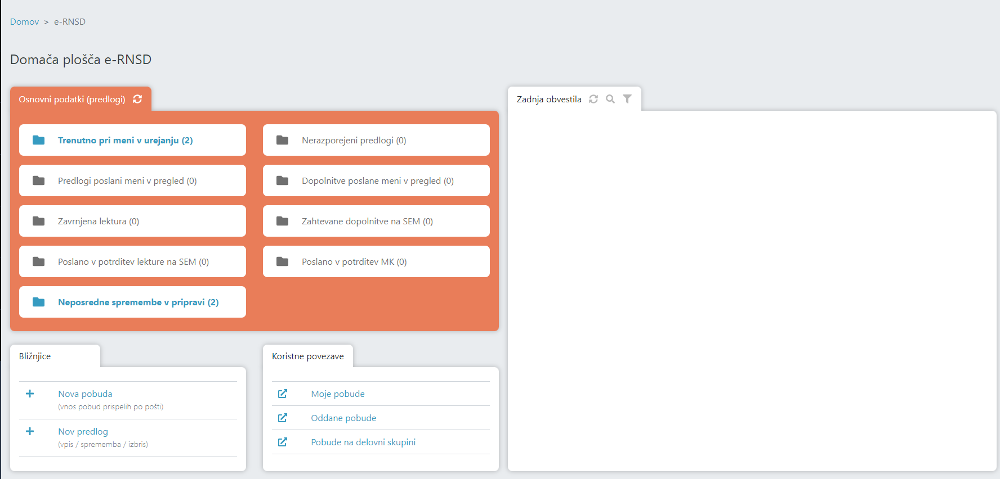 Domov > e-RNSD
Domača plošča e-RNSD
Osnovni podatki (predlogi)
Trenutno pri meni v urejanju (2)
Nerazporejeni predlogi (0)
Predlogi poslani meni v pregled (0)
Dopolnitve poslane meni v pregled (0)
Zavrnjena lektura (0)
Zahtevane dopolnitve na SEM (0)
Poslano v potrditev lekture na SEM (0)
Poslano v potrditev MK (0)
Neposredne spremembe v pripravi (2)
Bližnjice
Nova pobuda
(vnos pobud prispelih po pošti)
Nov predlog
(vpis / sprememba / izbris)
Koristne povezave
Moje pobude
Oddane pobude
Pobude na delovni skupini
Zadnja obvestila